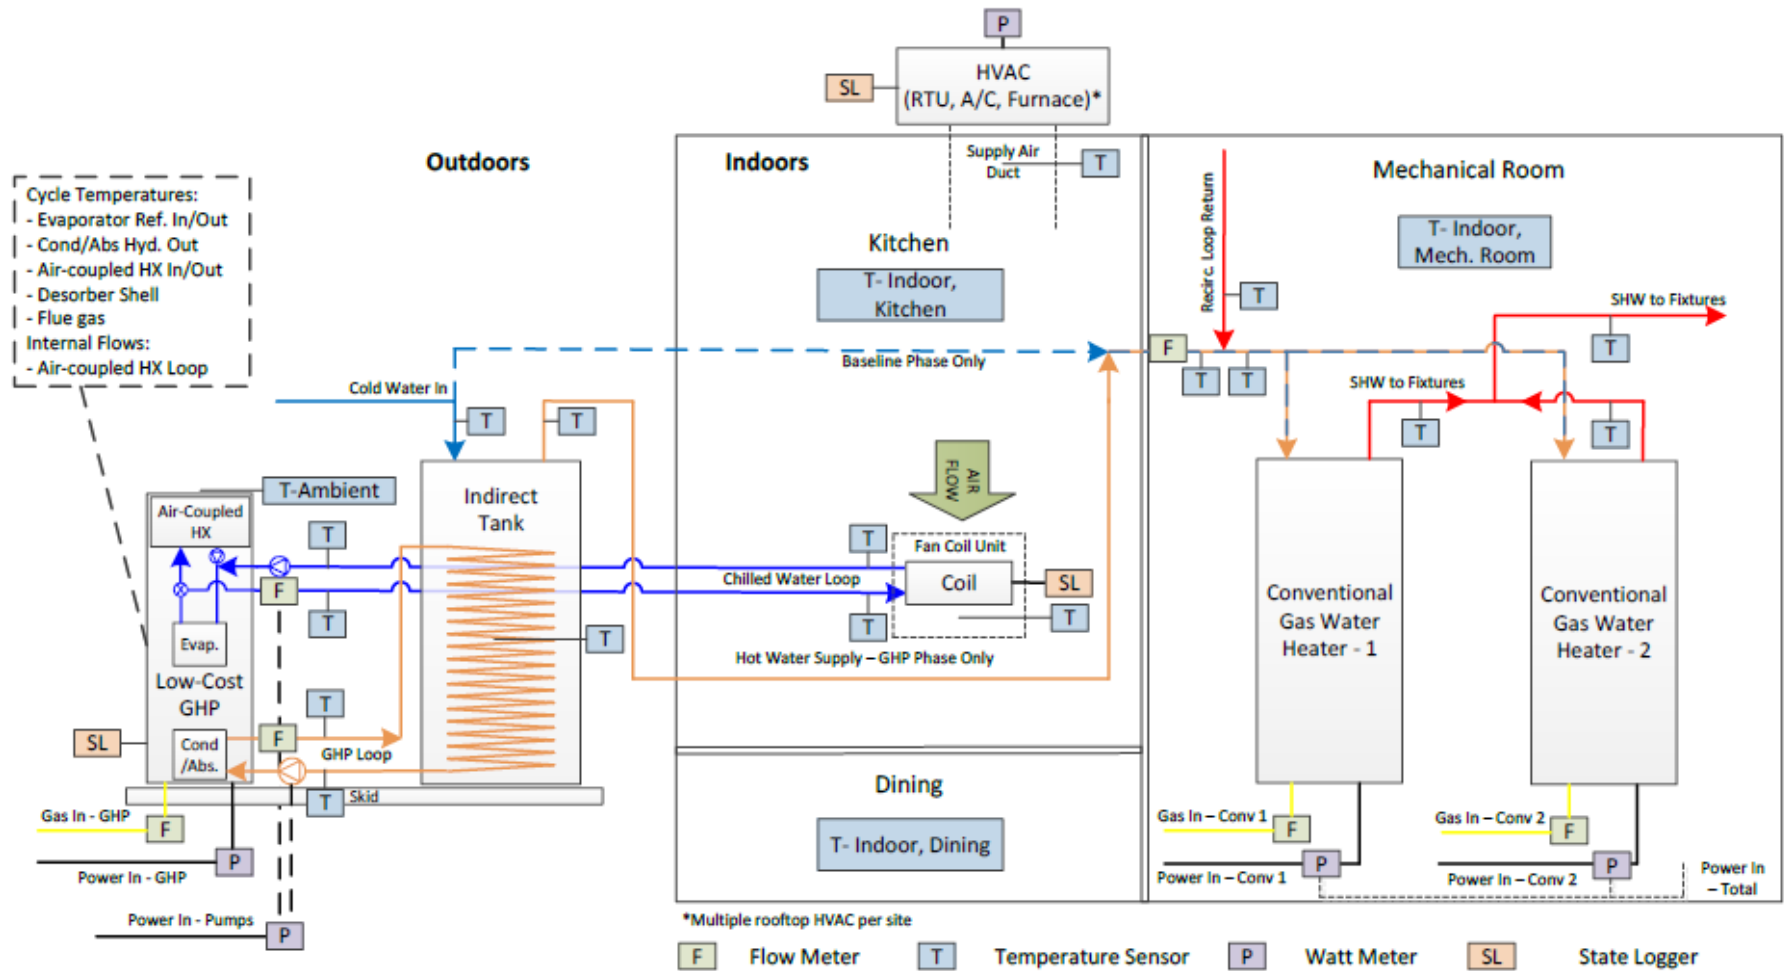 P
HVAC
(RTU, A/C, Furnace)*
SL
Outdoors
Indoors
Supply Air
Duct
T
Mechanical Room
Cycle Temperatures:
- Evaporator Ref. In/Out
- Cond/Abs Hyd. Out
- Air-coupled HX In/Out
- Desorber Shell
- Flue gas
Internal Flows:
- Air-coupled HX Loop
Kitchen
T- Indoor,
Kitchen
Recirc. Loop Return
T
T- Indoor,
Mech. Room
SHW to Fixtures
T
Baseline Phase Only
F
T
T
Cold Water In
T
T
SHW to Fixtures
T
T
T-Ambient
Indirect
Tank
AIR
FLOW
Air-Coupled
HX
T
T
Fan Coil Unit
Chilled Water Loop
Coil
SL
F
T
T
T
Evap.
T
Hot Water Supply – GHP Phase Only
Conventional
Gas Water
Heater - 1
Conventional
Gas Water
Heater - 2
Low-Cost
GHP
T
SL
Cond
/Abs.
F
GHP Loop
T
Skid
Dining
T- Indoor, Dining
Gas In - GHP
F
Power In - GHP
P
Power In - Pumps
P
Gas In – Conv 1
F
Power In – Conv 1
P
Gas In – Conv 2
F
Power In – Conv 2
P
Power In
– Total
*Multiple rooftop HVAC per site
F Flow Meter
T Temperature Sensor
P Watt Meter
SL State Logger